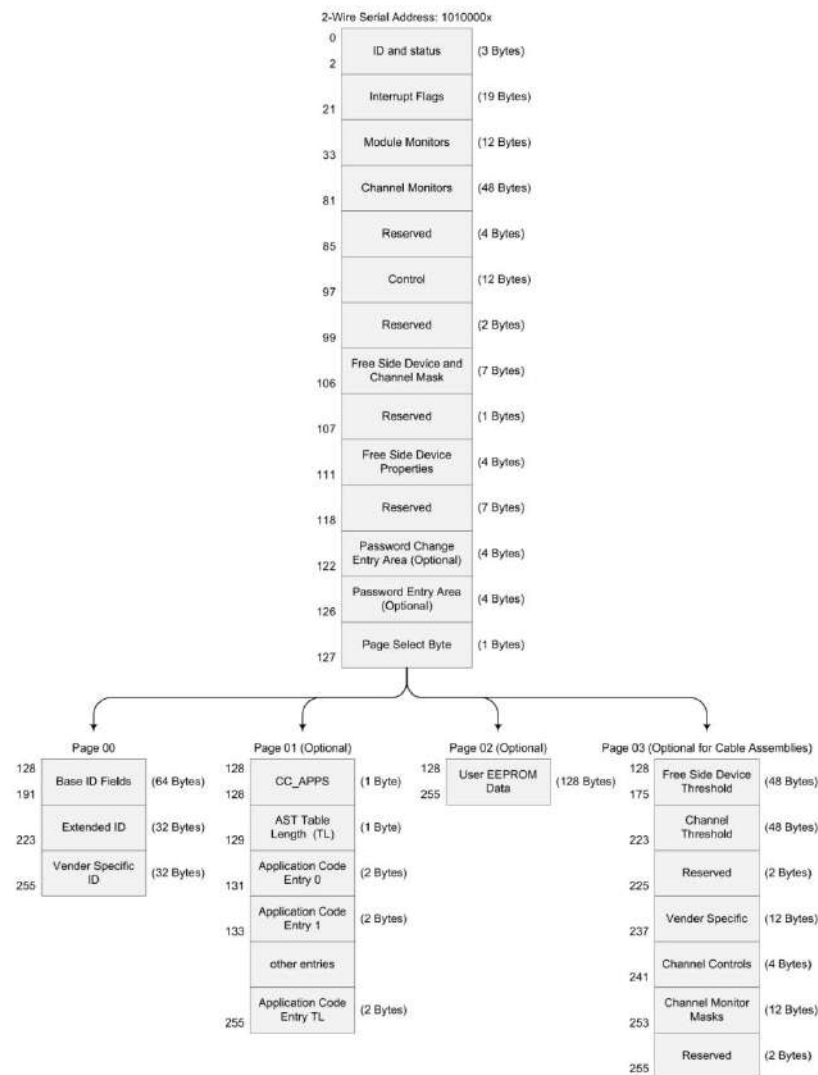 2-Wire Serial Address: 1010000x
0
ID and status (3 Bytes)
2
Interrupt Flags (19 Bytes)
21
Module Monitors (12 Bytes)
33
Channel Monitors (48 Bytes)
81
Reserved (4 Bytes)
85
Control (12 Bytes)
97
Reserved (2 Bytes)
99
Free Side Device and
Channel Mask (7 Bytes)
106
Reserved (1 Bytes)
107
Free Side Device
Properties (4 Bytes)
111
Reserved (7 Bytes)
118
Password Change
Entry Area (Optional) (4 Bytes)
122
Password Entry Area
(Optional) (4 Bytes)
126
Page Select Byte (1 Bytes)
127
Page 00
128
Base ID Fields (64 Bytes)
191
Extended ID (32 Bytes)
223
Vender Specific
ID (32 Bytes)
255
Page 01 (Optional)
128
CC_APPS (1 Byte)
128
AST Table
Length (TL) (1 Byte)
129
Application Code
Entry 0 (2 Bytes)
131
Application Code
Entry 1 (2 Bytes)
133
other entries
Application Code
Entry TL (2 Bytes)
255
Page 02 (Optional)
128
User EEPROM
Data (128 Bytes)
255
Page 03 (Optional for Cable Assemblies)
128
Free Side Device
Threshold (48 Bytes)
175
Channel
Threshold (48 Bytes)
223
Reserved (2 Bytes)
225
Vender Specific (12 Bytes)
237
Channel Controls (4 Bytes)
241
Channel Monitor
Masks (12 Bytes)
253
Reserved (2 Bytes)
255